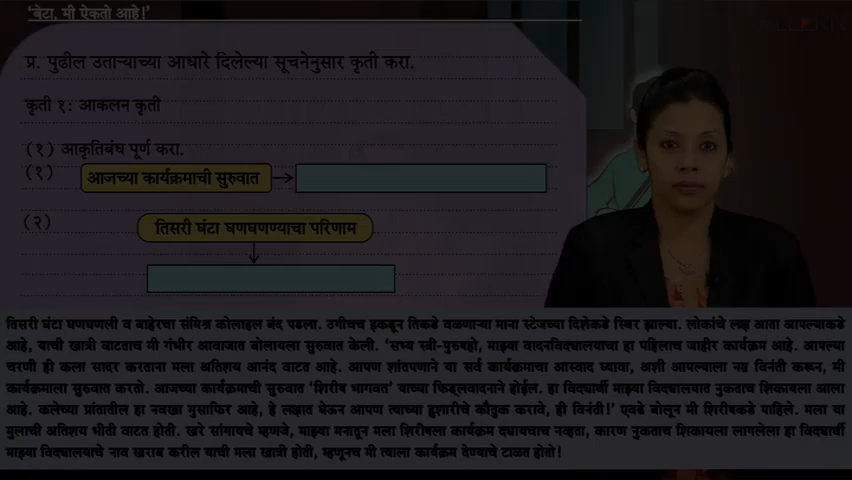 'बेटा, मी ऐकतो आहे!'
प्र. पुढील उताऱ्याच्या आधारे दिलेल्या सूचनेनुसार कृती करा.
कृती १: आकलन कृती
(१) आकृतिबंध पूर्ण करा.
(१) आजच्या कार्यक्रमाची सुरुवात
(२) तिसरी घंटा घणघणण्याचा परिणाम
तिसरी घंटा घणघणली व बाहेरचा संमिश्र कोलाहल बंद पडला. उगीचच इकडून तिकडे वळणाऱ्या माना स्टेजच्या दिशेकडे स्थिर झाल्या. लोकांचे लक्ष आता आपल्याकडे
आहे, याची खात्री वाटताच मी गंभीर आवाजात बोलायला सुरुवात केली. 'सभ्य स्त्री-पुरुषहो, माझ्या वादनविद्यालयाचा हा पहिलाच जाहीर कार्यक्रम आहे. आपल्या
चरणी ही कला सादर करताना मला अतिशय आनंद वाटत आहे. आपण शांतपणाने या सर्व कार्यक्रमाचा आस्वाद घ्यावा, अशी आपल्याला नम्र विनंती करून, मी
कार्यक्रमाला सुरुवात करतो. आजच्या कार्यक्रमाची सुरुवात 'शिरीष भागवत' याच्या फिड्लवादनाने होईल. हा विद्यार्थी माझ्या विद्यालयात नुकताच शिकायला आला
आहे. कलेच्या प्रांतातील हा नवखा मुसाफिर आहे, हे लक्षात घेऊन आपण त्याच्या हुशारीचे कौतुक करावे, ही विनंती!' एवढे बोलून मी शिरीषकडे पाहिले. मला या
मुलाची अतिशय भीती वाटत होती. खरे सांगायचे म्हणजे, माझ्या मनातून मला शिरीषला कार्यक्रम द्यायचाच नव्हता, कारण नुकताच शिकायला लागलेला हा विद्यार्थी
माझ्या विद्यालयाचे नाव खराब करील याची मला खात्री होती, म्हणूनच मी त्याला कार्यक्रम देण्याचे टाळत होतो!